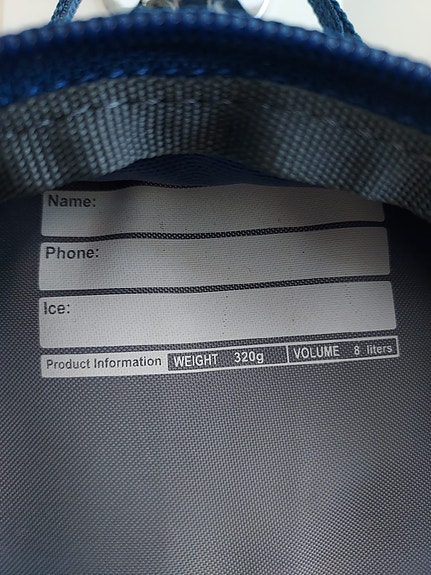 Name:
Phone:
Ice:
Product Information WEIGHT 320g VOLUME 8 liters